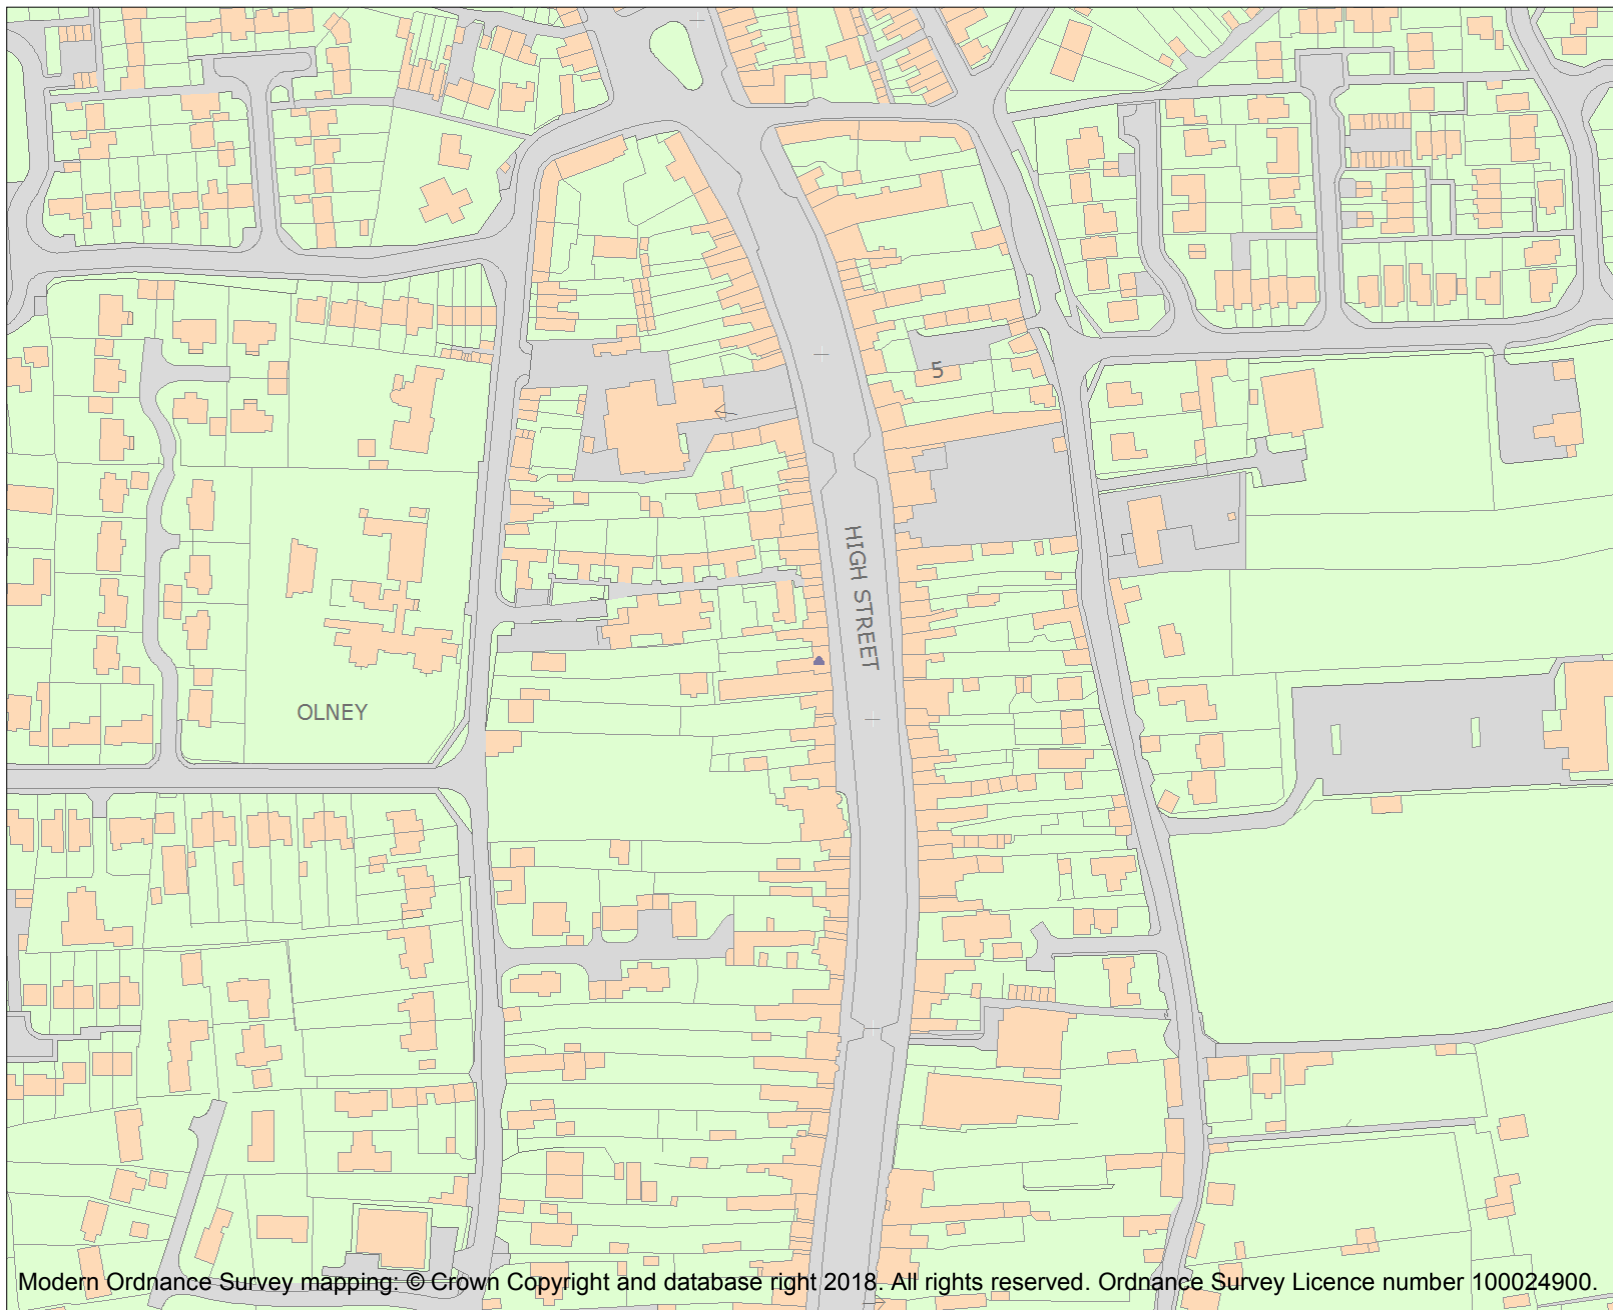 5
HIGH STREET
OLNEY
Modern Ordnance Survey mapping: © Crown Copyright and database right 2018. All rights reserved. Ordnance Survey Licence number 100024900.